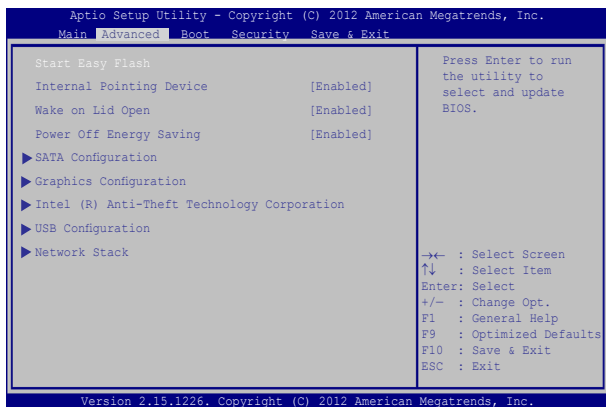 Aptio Setup Utility - Copyright (C) 2012 American Megatrends, Inc.
Main Advanced Boot Security Save & Exit
Start Easy Flash
Internal Pointing Device [Enabled]
Wake on Lid Open [Enabled]
Power Off Energy Saving [Enabled]
▶ SATA Configuration
▶ Graphics Configuration
▶ Intel (R) Anti-Theft Technology Corporation
▶ USB Configuration
▶ Network Stack
Press Enter to run
the utility to
select and update
BIOS.
→← : Select Screen
↑↓ : Select Item
Enter: Select
+/— : Change Opt.
F1 : General Help
F9 : Optimized Defaults
F10 : Save & Exit
ESC : Exit
Version 2.15.1226. Copyright (C) 2012 American Megatrends, Inc.